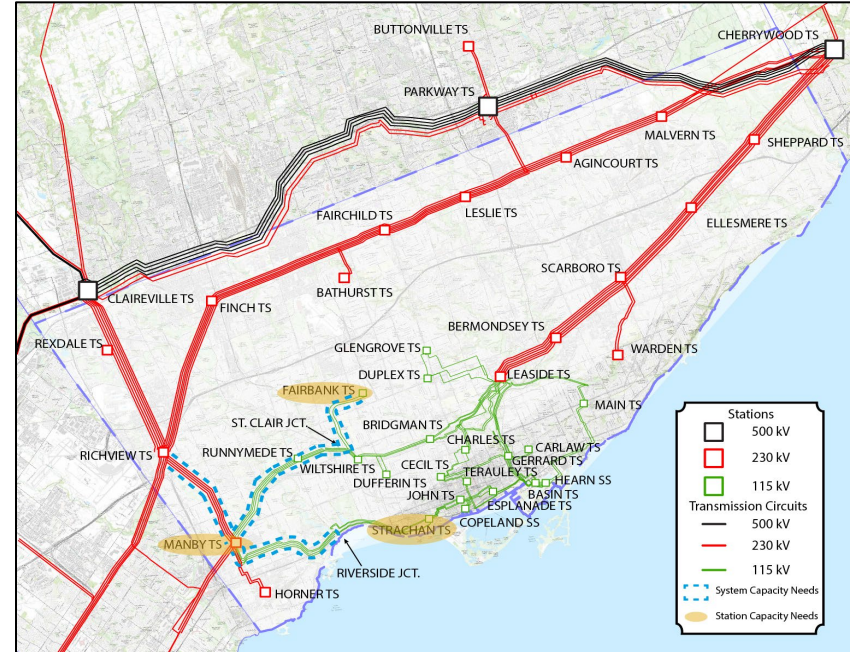 BUTTONVILLE TS
CHERRYWOOD TS
PARKWAY TS
MALVERN TS
SHEPPARD TS
AGINCOURT TS
LESLIE TS
FAIRCHILD TS
ELLESMERE TS
SCARBORO TS
BATHURST TS
CLAIREVILLE TS
FINCH TS
BERMONDSEY TS
REXDALE TS
GLENGROVE TS
WARDEN TS
DUPLEX TS
LEASIDE TS
FAIRBANK TS
MAIN TS
ST. CLAIR JCT.
BRIDGMAN TS
CHARLES TS
RICHVIEW TS
RUNNYMEDE TS
CARLAW TS
WILTSHIRE TS
CECIL TS
GERRARD TS
DUFFERIN TS
TERAULEY TS
HEARN SS
JOHN TS
BASIN TS
ESPLANADE TS
COPELAND SS
STRACHAN TS
MANBY TS
RIVERSIDE JCT.
HORNER TS
Stations
500 kV
230 kV
115 kV
Transmission Circuits
500 kV
230 kV
115 kV
System Capacity Needs
Station Capacity Needs